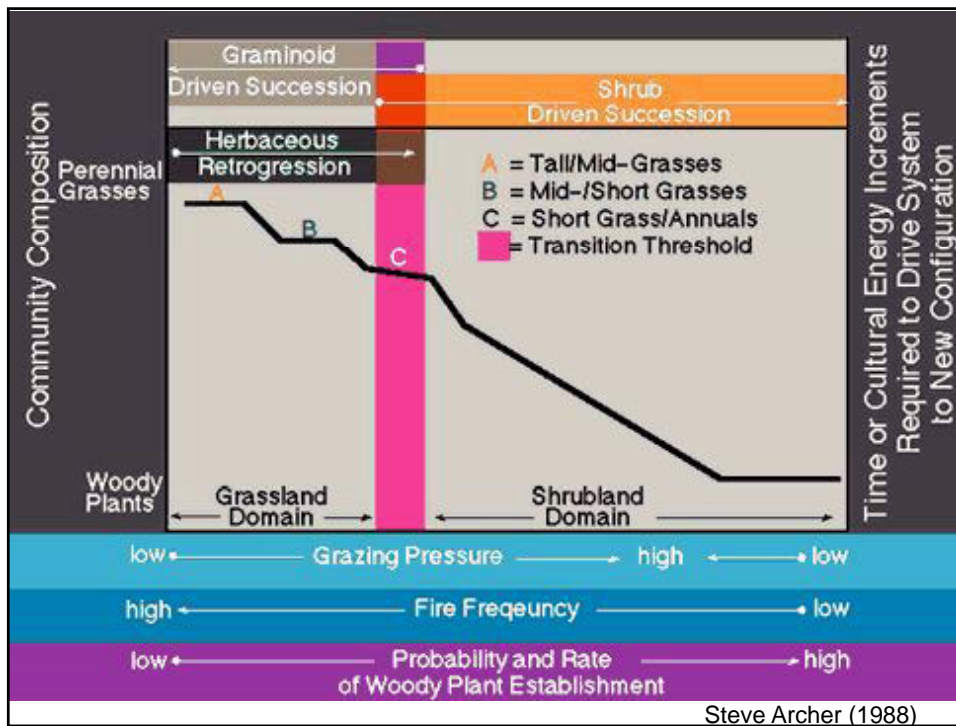 Graminoid
Driven Succession
Shrub
Driven Succession
Herbaceous
Retrogression
Community Composition
Perennial
Grasses
Woody
Plants
A
B
C
A = Tall/Mid-Grasses
B = Mid-/Short Grasses
C = Short Grass/Annuals
= Transition Threshold
Time or Cultural Energy Increments
Required to Drive System
to New Configuration
Grassland
Domain
Shrubland
Domain
low Grazing Pressure high low
high Fire Freqeuncy low
low Probability and Rate high
of Woody Plant Establishment
Steve Archer (1988)